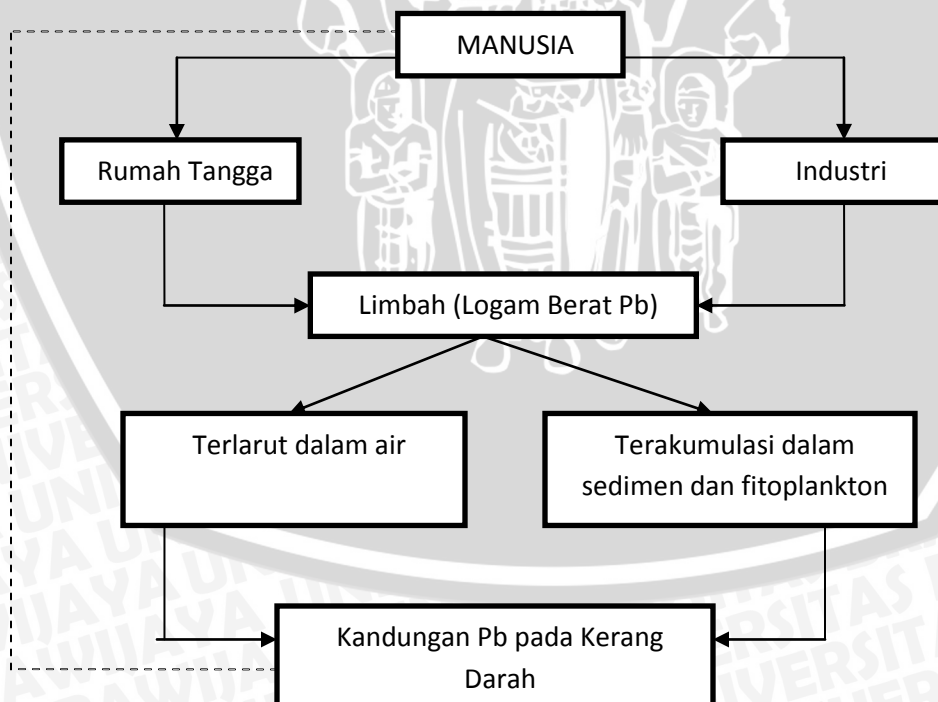 MANUSIA
Rumah Tangga
Industri
Limbah (Logam Berat Pb)
Terlarut dalam air
Terakumulasi dalam
sedimen dan fitoplankton
Kandungan Pb pada Kerang
Darah